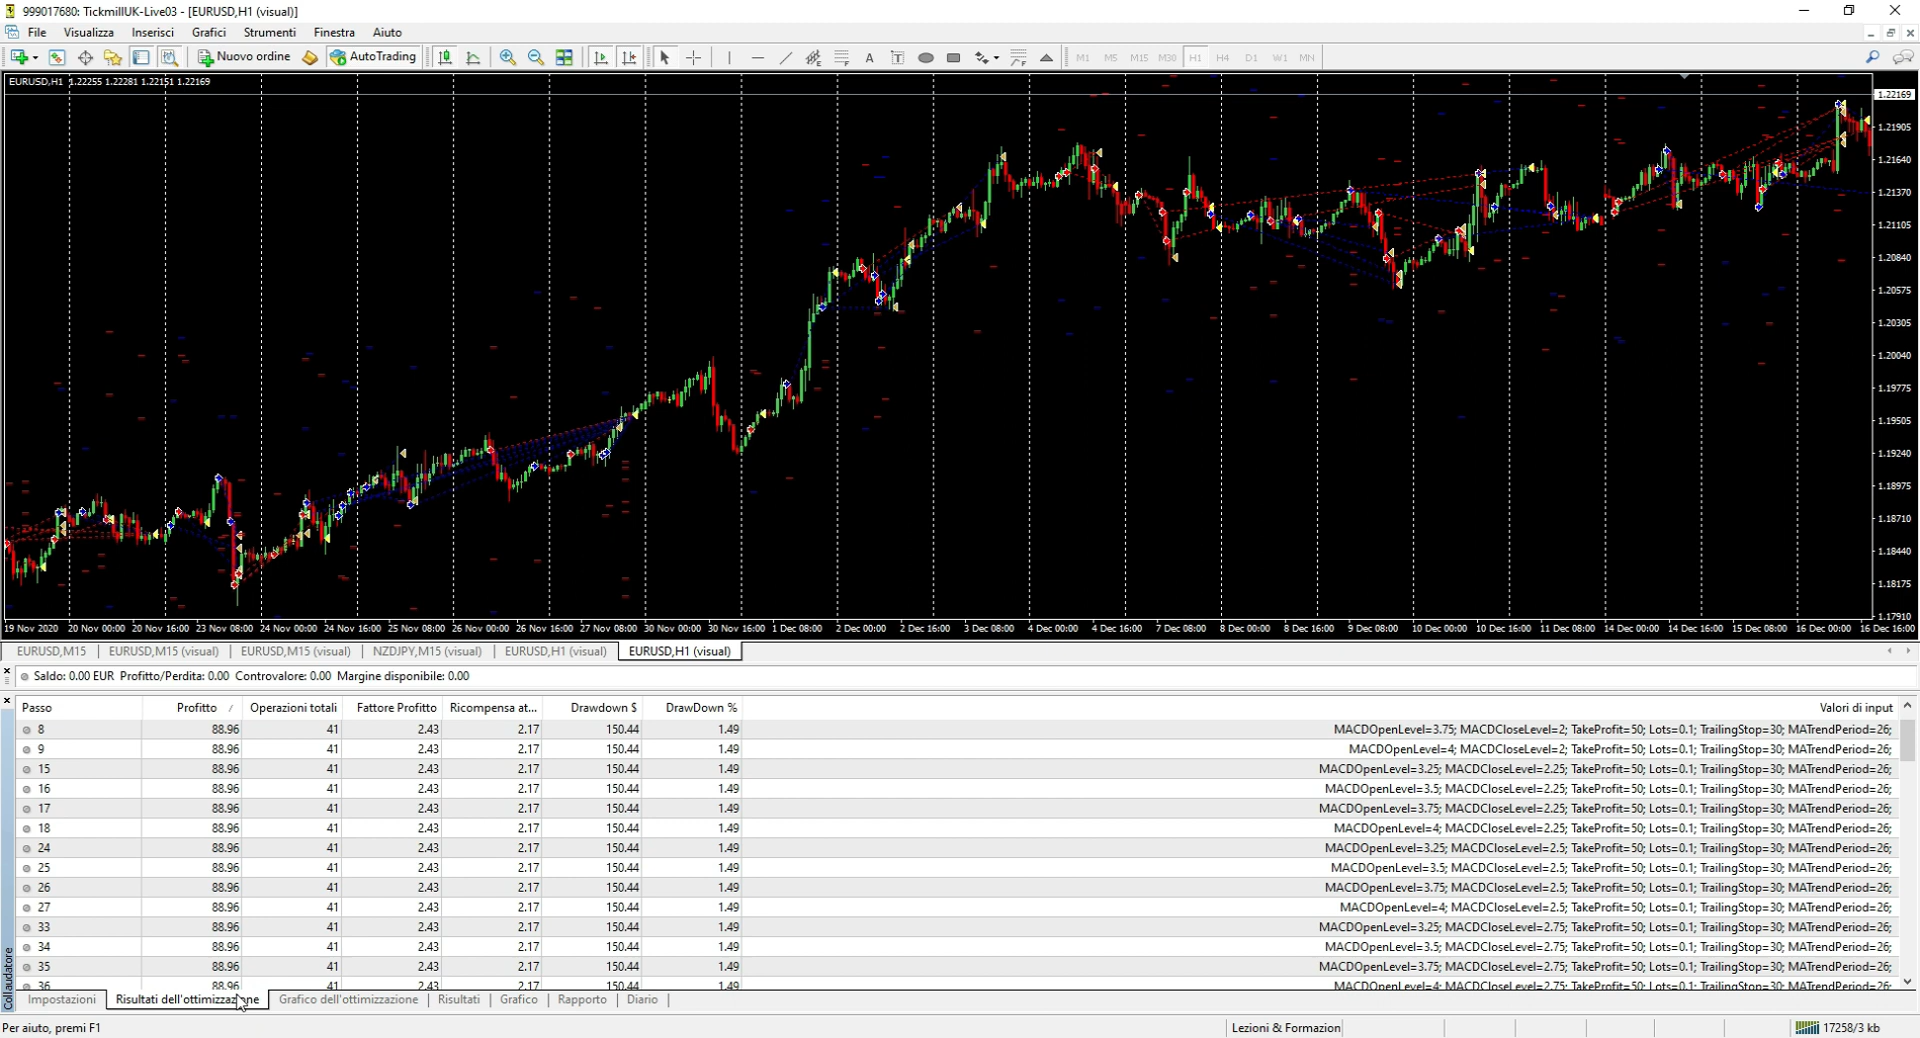 999017680: TickmillUK-Live03 - [EURUSD,H1 (visual)]
File Visualizza Inserisci Grafici Strumenti Finestra Aiuto
Nuovo ordine AutoTrading A T M1 M5 M15 M30 H1 H4 D1 W1 MN
EURUSD,H1 1.22255 1.22281 1.22151 1.22169
1.22169
1.21905
1.21640
1.21370
1.21105
1.20840
1.20575
1.20305
1.20040
1.19775
1.19505
1.19240
1.18975
1.18710
1.18440
1.18175
1.17910
19 Nov 2020 20 Nov 00:00 20 Nov 16:00 23 Nov 08:00 24 Nov 00:00 24 Nov 16:00 25 Nov 08:00 26 Nov 00:00 26 Nov 16:00 27 Nov 08:00 30 Nov 00:00 30 Nov 16:00 1 Dec 08:00 2 Dec 00:00 2 Dec 16:00 3 Dec 08:00 4 Dec 00:00 4 Dec 16:00 7 Dec 08:00 8 Dec 00:00 8 Dec 16:00 9 Dec 08:00 10 Dec 00:00 10 Dec 16:00 11 Dec 08:00 14 Dec 00:00 14 Dec 16:00 15 Dec 08:00 16 Dec 00:00 16 Dec 16:00
EURUSD,M15 EURUSD,M15 (visual) EURUSD,M15 (visual) NZDJPY,M15 (visual) EURUSD,H1 (visual) EURUSD,H1 (visual)
Saldo: 0.00 EUR Profitto/Perdita: 0.00 Controvalore: 0.00 Margine disponibile: 0.00
Passo Profitto / Operazioni totali Fattore Profitto Ricompensa at... Drawdown $ DrawDown % Valori di input
8 88.96 41 2.43 2.17 150.44 1.49 MACDOpenLevel=3.75; MACDCloseLevel=2; TakeProfit=50; Lots=0.1; TrailingStop=30; MATrendPeriod=26;
9 88.96 41 2.43 2.17 150.44 1.49 MACDOpenLevel=4; MACDCloseLevel=2; TakeProfit=50; Lots=0.1; TrailingStop=30; MATrendPeriod=26;
15 88.96 41 2.43 2.17 150.44 1.49 MACDOpenLevel=3.25; MACDCloseLevel=2.25; TakeProfit=50; Lots=0.1; TrailingStop=30; MATrendPeriod=26;
16 88.96 41 2.43 2.17 150.44 1.49 MACDOpenLevel=3.5; MACDCloseLevel=2.25; TakeProfit=50; Lots=0.1; TrailingStop=30; MATrendPeriod=26;
17 88.96 41 2.43 2.17 150.44 1.49 MACDOpenLevel=3.75; MACDCloseLevel=2.25; TakeProfit=50; Lots=0.1; TrailingStop=30; MATrendPeriod=26;
18 88.96 41 2.43 2.17 150.44 1.49 MACDOpenLevel=4; MACDCloseLevel=2.25; TakeProfit=50; Lots=0.1; TrailingStop=30; MATrendPeriod=26;
24 88.96 41 2.43 2.17 150.44 1.49 MACDOpenLevel=3.25; MACDCloseLevel=2.5; TakeProfit=50; Lots=0.1; TrailingStop=30; MATrendPeriod=26;
25 88.96 41 2.43 2.17 150.44 1.49 MACDOpenLevel=3.5; MACDCloseLevel=2.5; TakeProfit=50; Lots=0.1; TrailingStop=30; MATrendPeriod=26;
26 88.96 41 2.43 2.17 150.44 1.49 MACDOpenLevel=3.75; MACDCloseLevel=2.5; TakeProfit=50; Lots=0.1; TrailingStop=30; MATrendPeriod=26;
27 88.96 41 2.43 2.17 150.44 1.49 MACDOpenLevel=4; MACDCloseLevel=2.5; TakeProfit=50; Lots=0.1; TrailingStop=30; MATrendPeriod=26;
33 88.96 41 2.43 2.17 150.44 1.49 MACDOpenLevel=3.25; MACDCloseLevel=2.75; TakeProfit=50; Lots=0.1; TrailingStop=30; MATrendPeriod=26;
34 88.96 41 2.43 2.17 150.44 1.49 MACDOpenLevel=3.5; MACDCloseLevel=2.75; TakeProfit=50; Lots=0.1; TrailingStop=30; MATrendPeriod=26;
35 88.96 41 2.43 2.17 150.44 1.49 MACDOpenLevel=3.75; MACDCloseLevel=2.75; TakeProfit=50; Lots=0.1; TrailingStop=30; MATrendPeriod=26;
36 88.96 41 2.43 2.17 150.44 1.49 MACDOpenLevel=4; MACDCloseLevel=2.75; TakeProfit=50; Lots=0.1; TrailingStop=30; MATrendPeriod=26;
Collaudatore
Impostazioni Risultati dell'ottimizzazione Grafico dell'ottimizzazione Risultati Grafico Rapporto Diario
Per aiuto, premi F1 Lezioni & Formazion 17258/3 kb